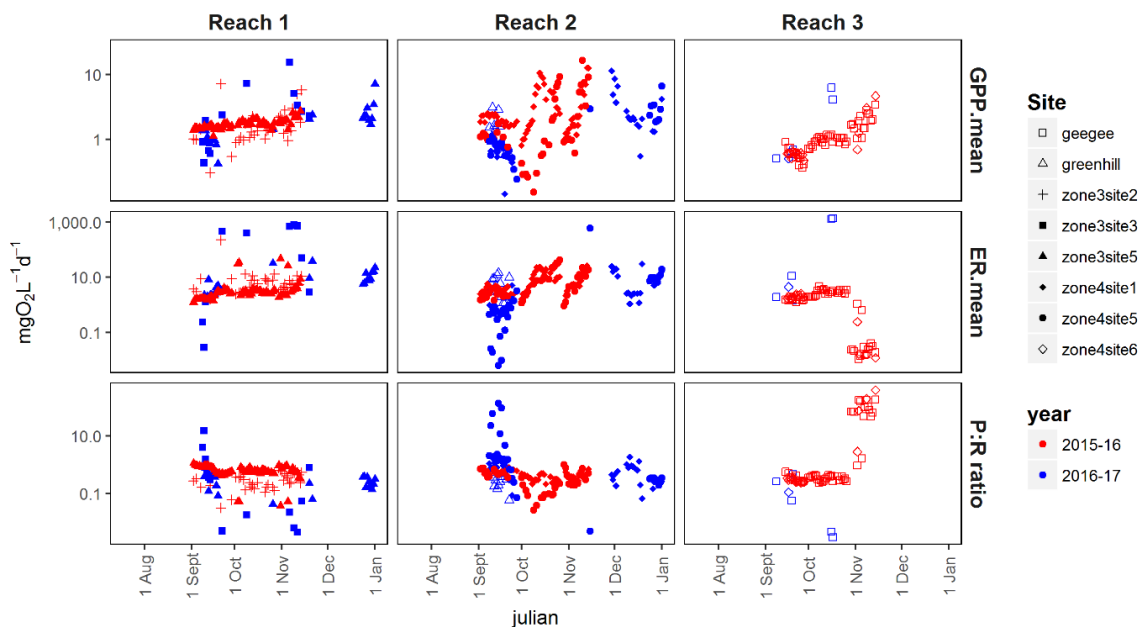 Reach 1 Reach 2 Reach 3
10
1
GPP.mean
1,000.0
10.0
0.1
ER.mean
10.0
0.1
P:R ratio
mgO₂L⁻¹d⁻¹
1 Aug 1 Sept 1 Oct 1 Nov 1 Dec 1 Jan 1 Aug 1 Sept 1 Oct 1 Nov 1 Dec 1 Jan 1 Aug 1 Sept 1 Oct 1 Nov 1 Dec 1 Jan
julian
Site
geegee
greenhill
zone3site2
zone3site3
zone3site5
zone4site1
zone4site5
zone4site6
year
2015-16
2016-17